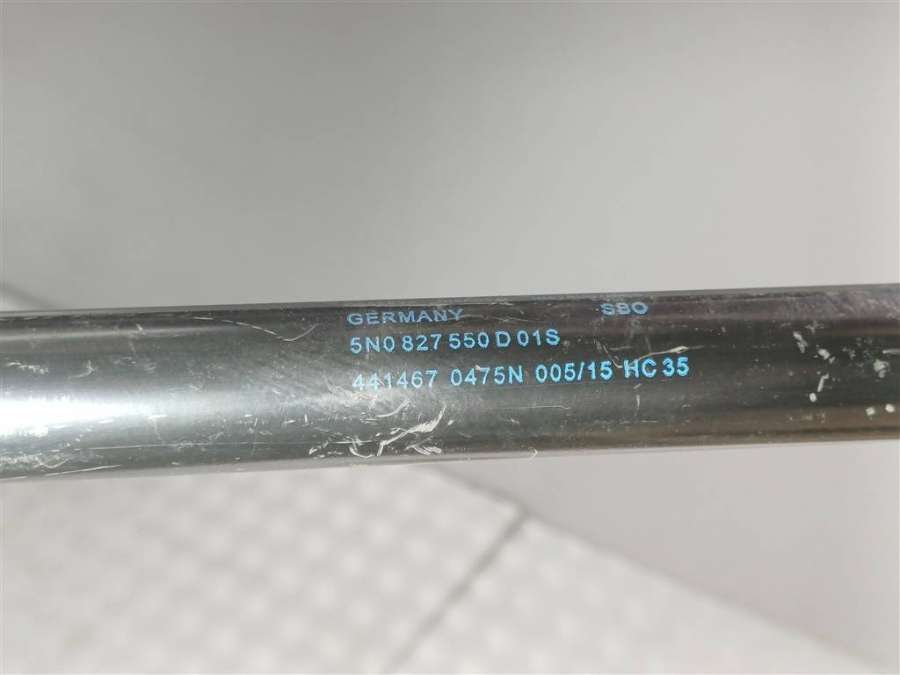 GERMANY SBO
5N0 827 550 D 01S
441467 0475N 005/15 HC 35